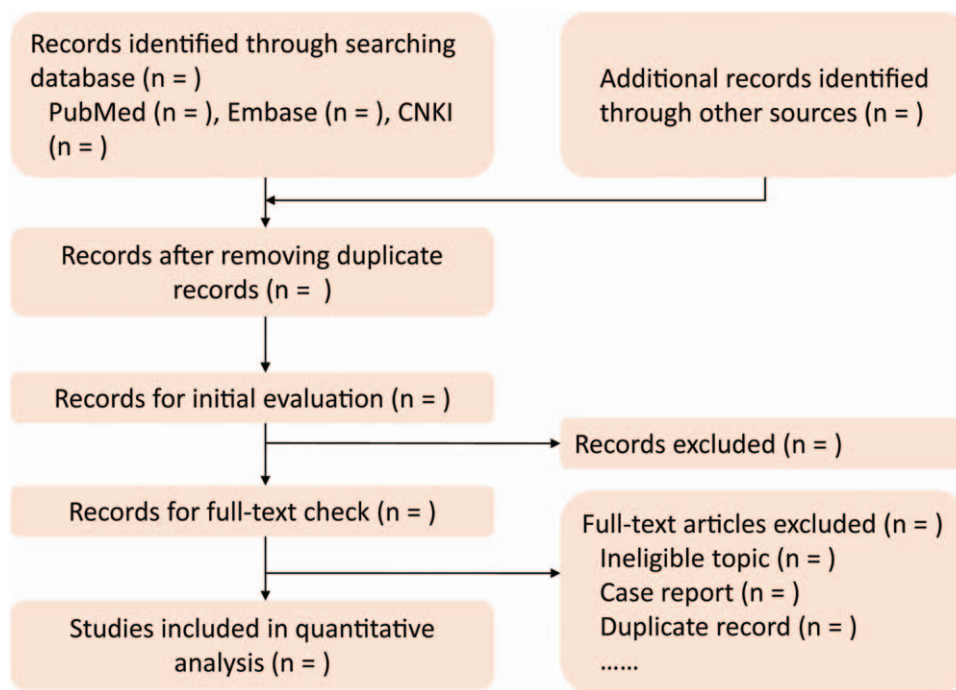 Records identified through searching
database (n = )
PubMed (n = ), Embase (n = ), CNKI
(n = )
Additional records identified
through other sources (n = )
Records after removing duplicate
records (n =  )
Records for initial evaluation (n = )
Records excluded (n = )
Records for full-text check (n = )
Full-text articles excluded (n = )
Ineligible topic (n = )
Case report (n = )
Duplicate record (n = )
......
Studies included in quantitative
analysis (n = )